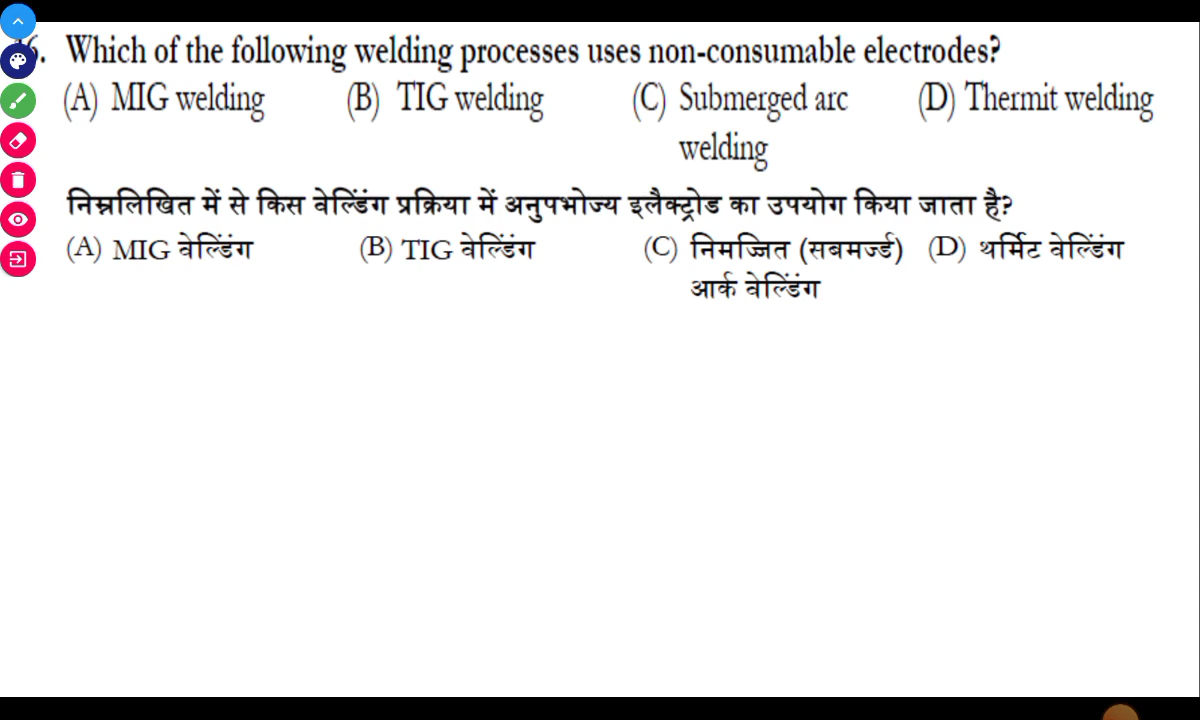 6. Which of the following welding processes uses non-consumable electrodes?
(A) MIG welding (B) TIG welding (C) Submerged arc (D) Thermit welding
welding
निम्नलिखित में से किस वेल्डिंग प्रक्रिया में अनुपभोज्य इलैक्ट्रोड का उपयोग किया जाता है?
(A) MIG वेल्डिंग (B) TIG वेल्डिंग (C) निमज्जित (सबमर्ज्ड) (D) थर्मिट वेल्डिंग
आर्क वेल्डिंग